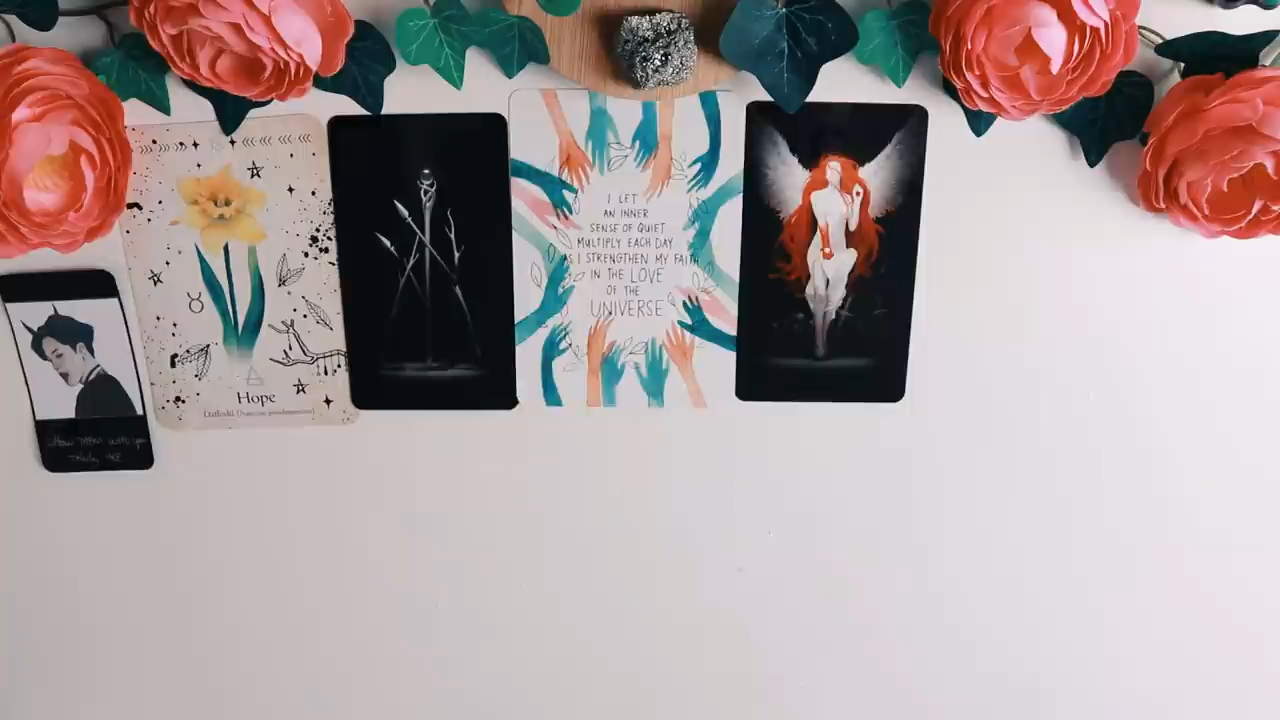 Hope
Daffodil
I LET
AN INNER
SENSE OF QUIET
MULTIPLY EACH DAY
AS I STRENGTHEN MY FAITH
IN THE LOVE
OF THE
UNIVERSE